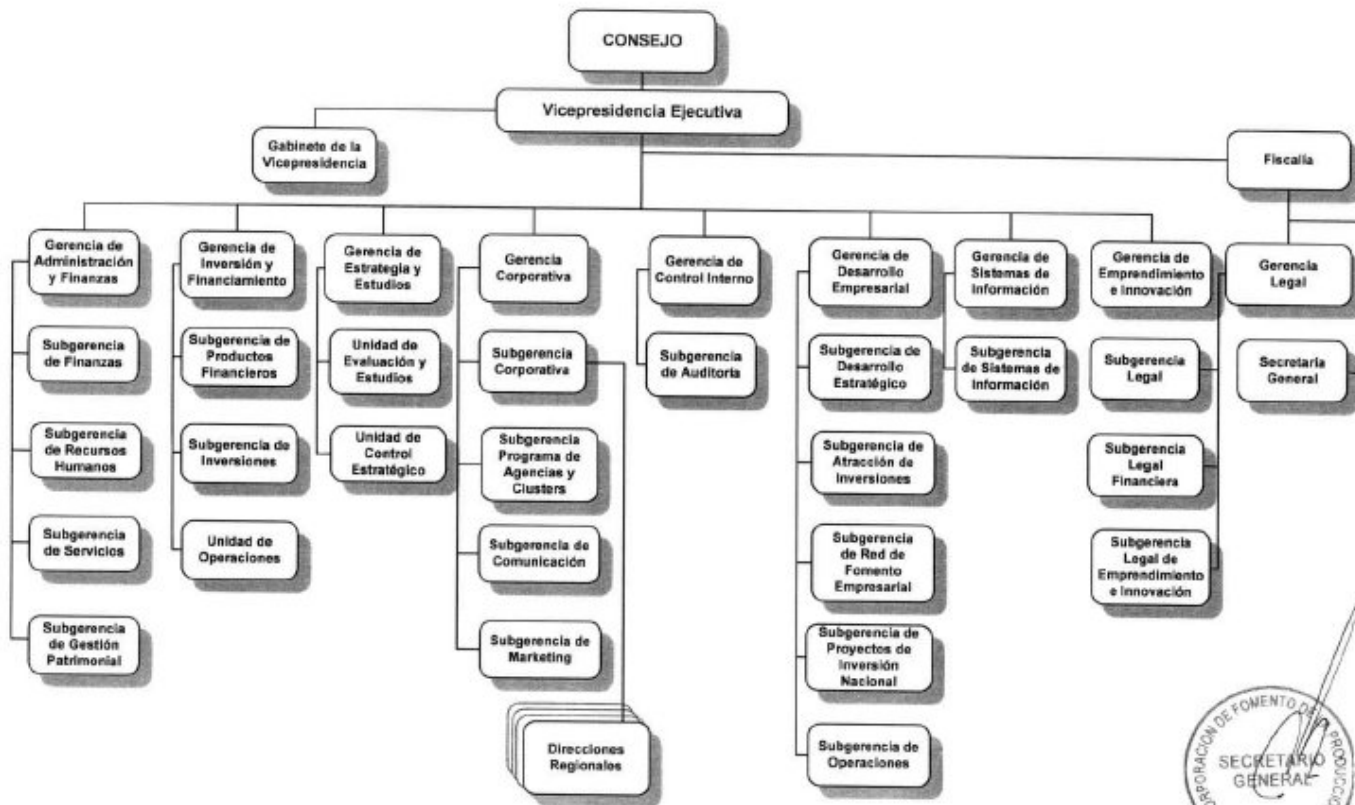 CONSEJO
Vicepresidencia Ejecutiva
Gabinete de la
Vicepresidencia
Fiscalía
Gerencia de
Administración
y Finanzas
Subgerencia
de Finanzas
Subgerencia
de Recursos
Humanos
Subgerencia
de Servicios
Subgerencia
de Gestión
Patrimonial
Gerencia de
Inversión y
Financiamiento
Subgerencia de
Productos
Financieros
Subgerencia de
Inversiones
Unidad de
Operaciones
Gerencia de
Estrategia y
Estudios
Unidad de
Evaluación y
Estudios
Unidad de
Control
Estratégico
Gerencia
Corporativa
Subgerencia
Corporativa
Subgerencia
Programa de
Agencias y
Clusters
Subgerencia de
Comunicación
Subgerencia de
Marketing
Direcciones
Regionales
Gerencia de
Control Interno
Subgerencia
de Auditoría
Gerencia de
Desarrollo
Empresarial
Subgerencia de
Desarrollo
Estratégico
Subgerencia de
Atracción de
Inversiones
Subgerencia
de Red de
Fomento
Empresarial
Subgerencia de
Proyectos de
Inversión
Nacional
Subgerencia de
Operaciones
Gerencia de
Sistemas de
Información
Subgerencia
de Sistemas de
Información
Gerencia de
Emprendimiento
e Innovación
Subgerencia
Legal
Subgerencia
Legal
Financiera
Subgerencia
Legal de
Emprendimiento
e Innovación
Gerencia
Legal
Secretaría
General
DE FOMENTO
SECRETARIO
GENERAL